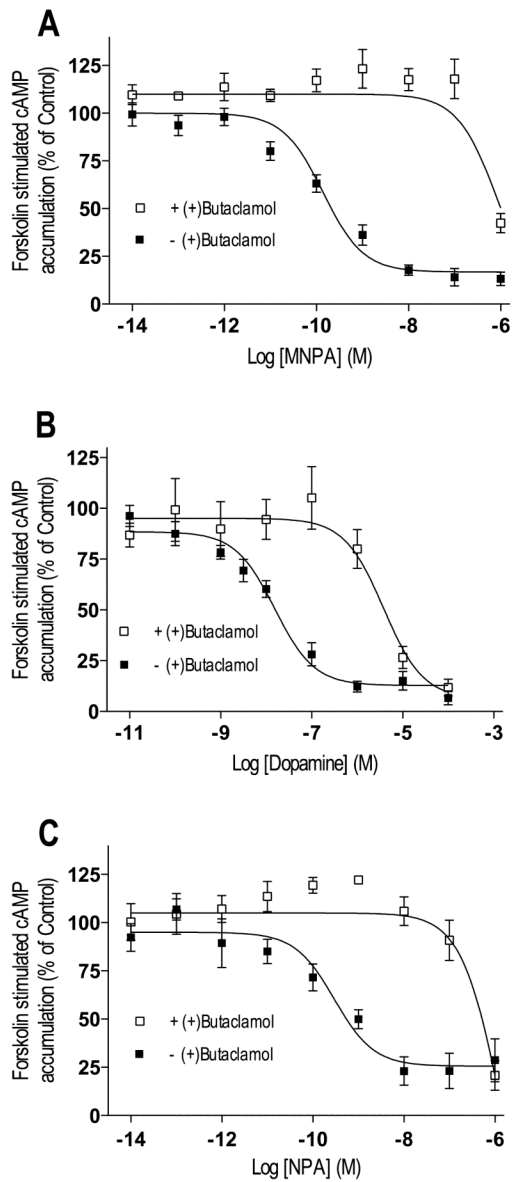 A
Forskolin stimulated cAMP
accumulation (% of Control)
125
100
75
50
25
0
+ (+)Butaclamol
- (+)Butaclamol
-14 -12 -10 -8 -6
Log [MNPA] (M)
B
Forskolin stimulated cAMP
accumulation (% of Control)
125
100
75
50
25
0
+ (+)Butaclamol
- (+)Butaclamol
-11 -9 -7 -5 -3
Log [Dopamine] (M)
C
Forskolin stimulated cAMP
accumulation (% of Control)
125
100
75
50
25
0
+ (+)Butaclamol
- (+)Butaclamol
-14 -12 -10 -8 -6
Log [NPA] (M)